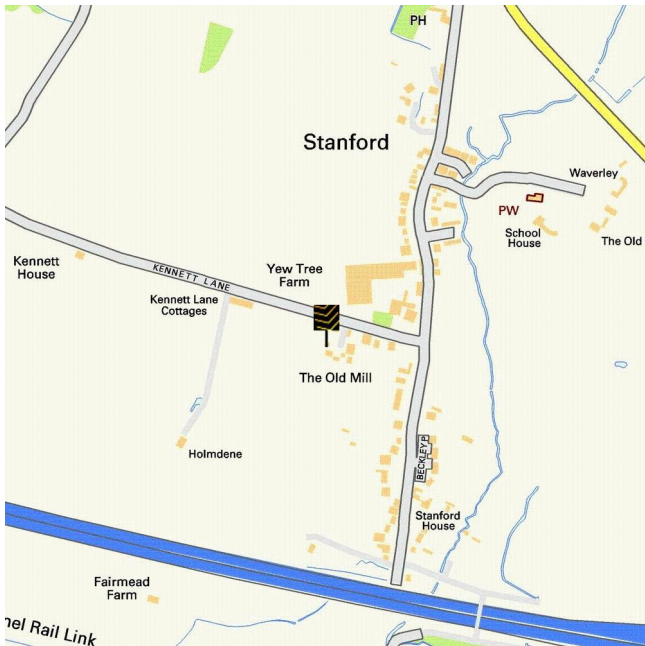 PH
Stanford
Waverley
PW
School
House
The Old
Kennett
House
KENNETT LANE
Yew Tree
Farm
Kennett Lane
Cottages
The Old Mill
Holmdene
BECKLEY P
Stanford
House
Fairmead
Farm
nel Rail Link